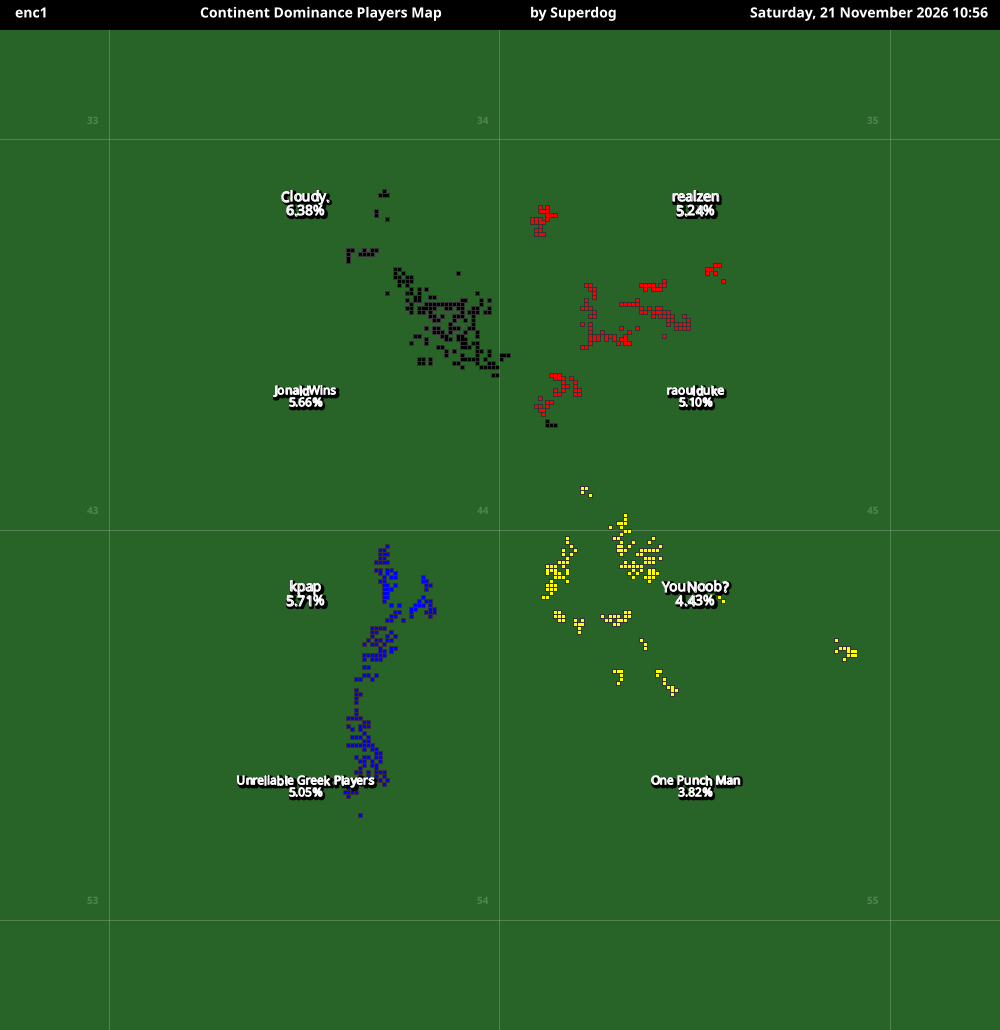 enc1 Continent Dominance Players Map by Superdog Saturday, 21 November 2026 10:56
33 34 35
Cloudy. realzen
6.38% 5.24%
JonaldWins raoulduke
5.66% 5.10%
43 44 45
kpap YouNoob?
5.71% 4.43%
Unreliable Greek Players One Punch Man
5.05% 3.82%
53 54 55